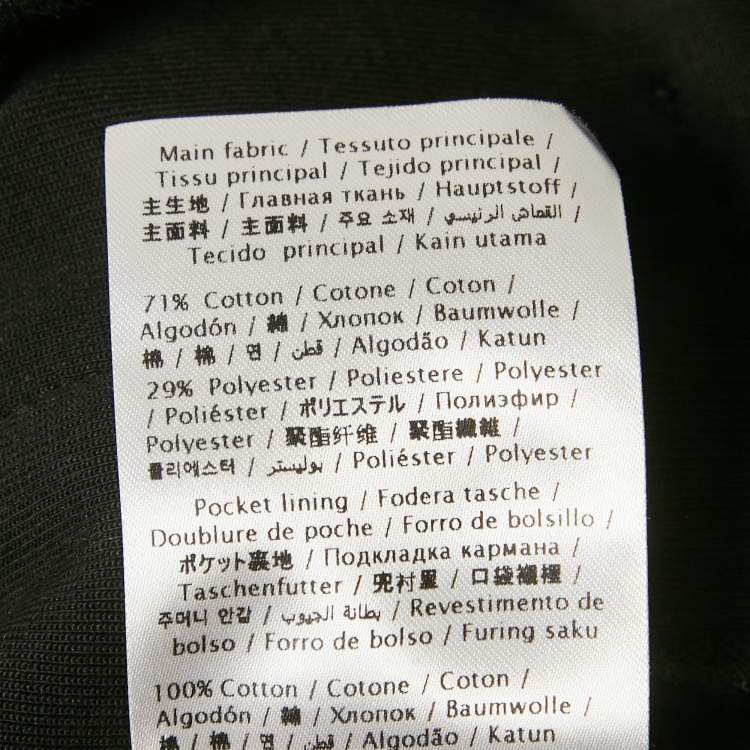 Main fabric / Tessuto principale /
Tissu principal / Tejido principal /
主生地 / Главная ткань / Hauptstoff /
主面料 / 主面料 / 주요 소재 / القماش الرئيسي /
Tecido principal / Kain utama
71% Cotton / Cotone / Coton /
Algodón / 綿 / Хлопок / Baumwolle /
棉 / 棉 / 면 / قطن / Algodão / Katun
29% Polyester / Poliestere / Polyester
/ Poliéster / ポリエステル / Полиэфир /
Polyester / 聚酯纤维 / 聚酯纖維 /
폴리에스터 / بوليستر / Poliéster / Polyester
Pocket lining / Fodera tasche /
Doublure de poche / Forro de bolsillo /
ポケット裏地 / Подкладка кармана /
Taschenfutter / 兜衬里 / 口袋襯裡 /
주머니 안감 / بطانة الجيوب / Revestimento de
bolso / Forro de bolso / Furing saku
100% Cotton / Cotone / Coton /
Algodón / 綿 / Хлопок / Baumwolle /
棉 / 棉 / 면 / قطن / Algodão / Katun